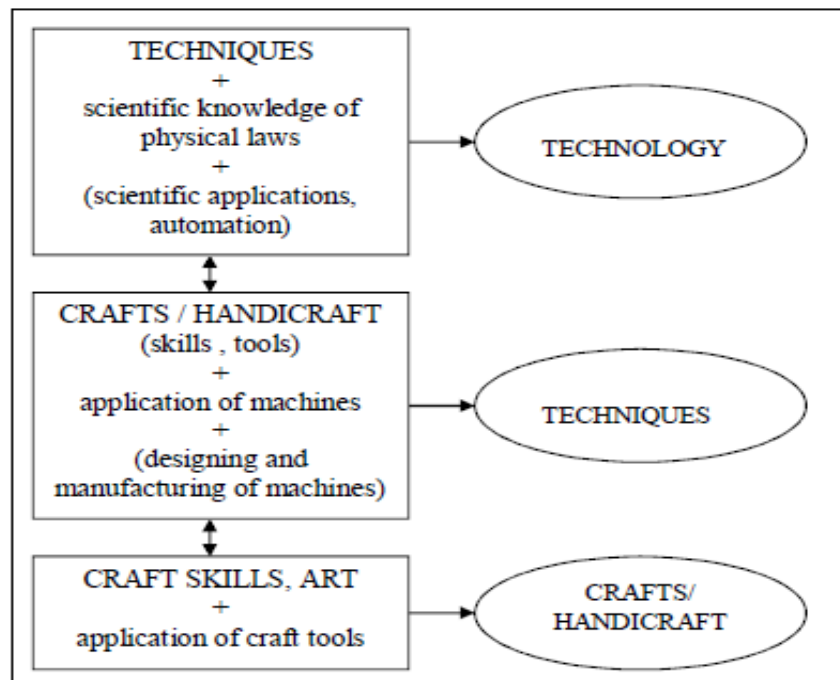 TECHNIQUES
+
scientific knowledge of
physical laws
+
(scientific applications,
automation)
TECHNOLOGY
CRAFTS / HANDICRAFT
(skills , tools)
+
application of machines
+
(designing and
manufacturing of machines)
TECHNIQUES
CRAFT SKILLS, ART
+
application of craft tools
CRAFTS/
HANDICRAFT